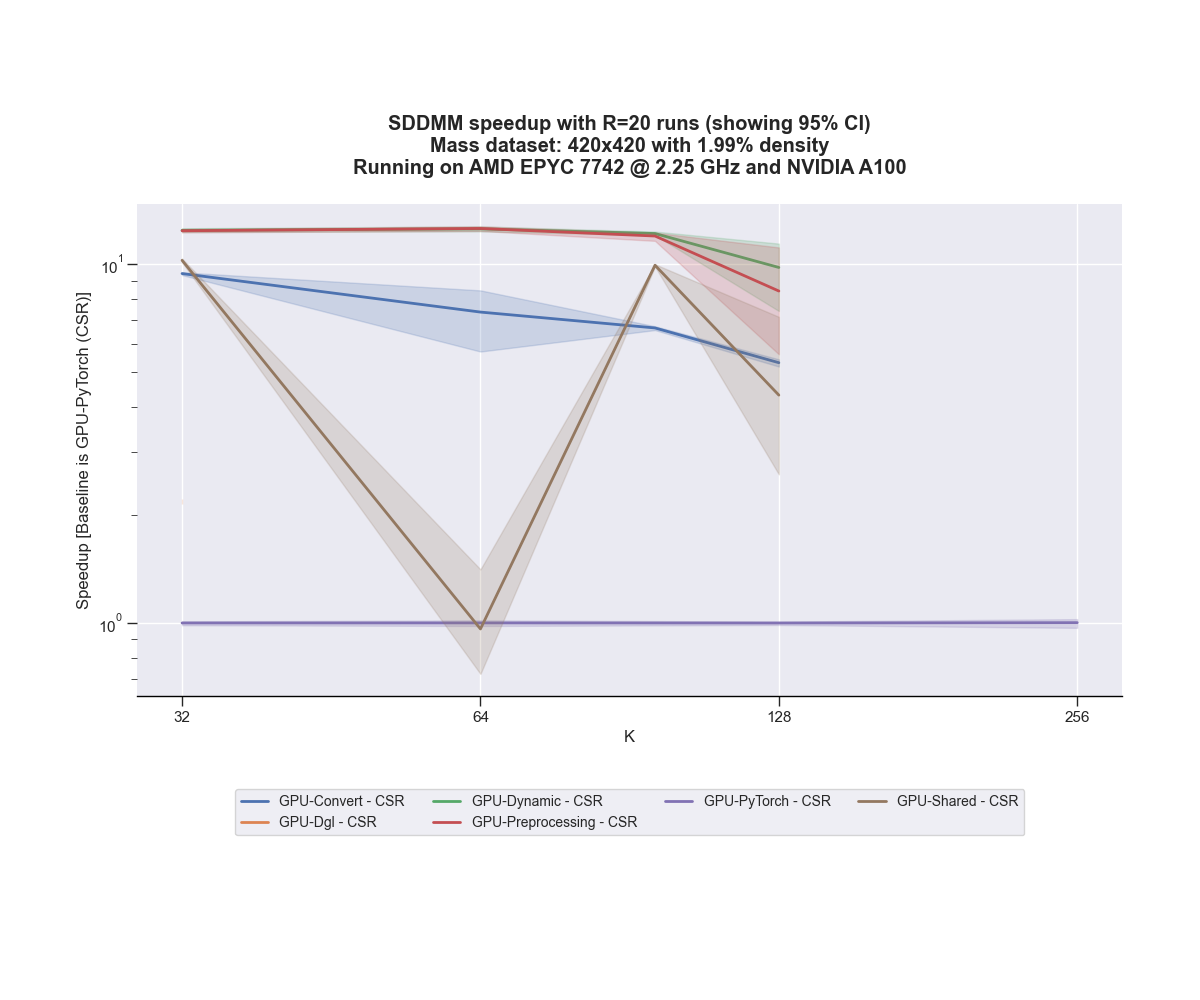 SDDMM speedup with R=20 runs (showing 95% CI)
Mass dataset: 420x420 with 1.99% density
Running on AMD EPYC 7742 @ 2.25 GHz and NVIDIA A100
Speedup [Baseline is GPU-PyTorch (CSR)]
10^1
10^0
32 64 128 256
K
GPU-Convert - CSR GPU-Dynamic - CSR GPU-PyTorch - CSR GPU-Shared - CSR
GPU-Dgl - CSR GPU-Preprocessing - CSR